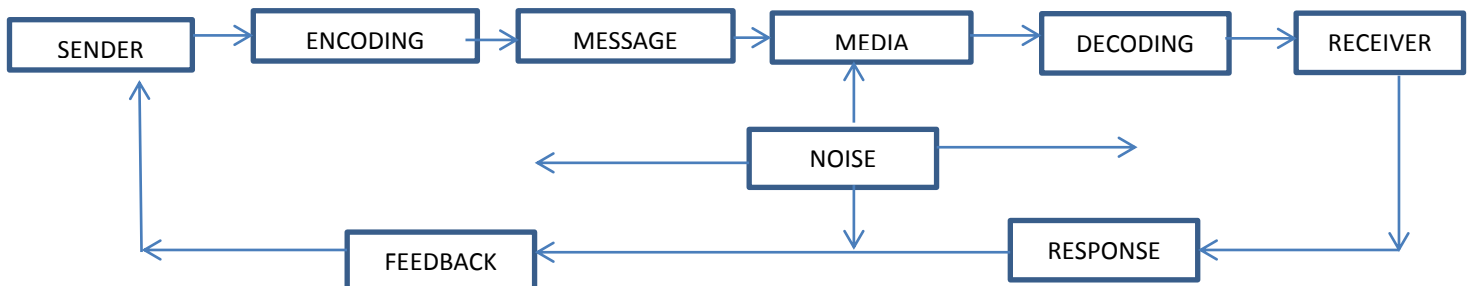 SENDER
ENCODING
MESSAGE
MEDIA
DECODING
RECEIVER
NOISE
FEEDBACK
RESPONSE